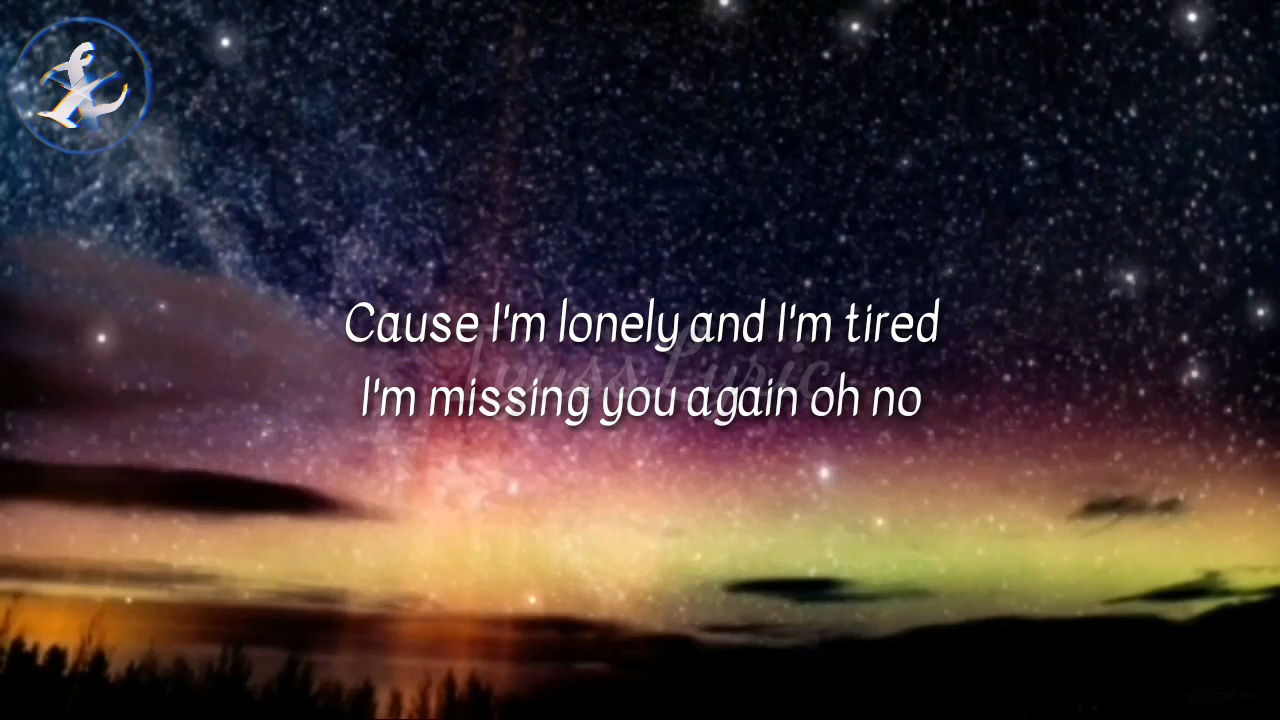 Cause I'm lonely and I'm tired
I'm missing you again oh no